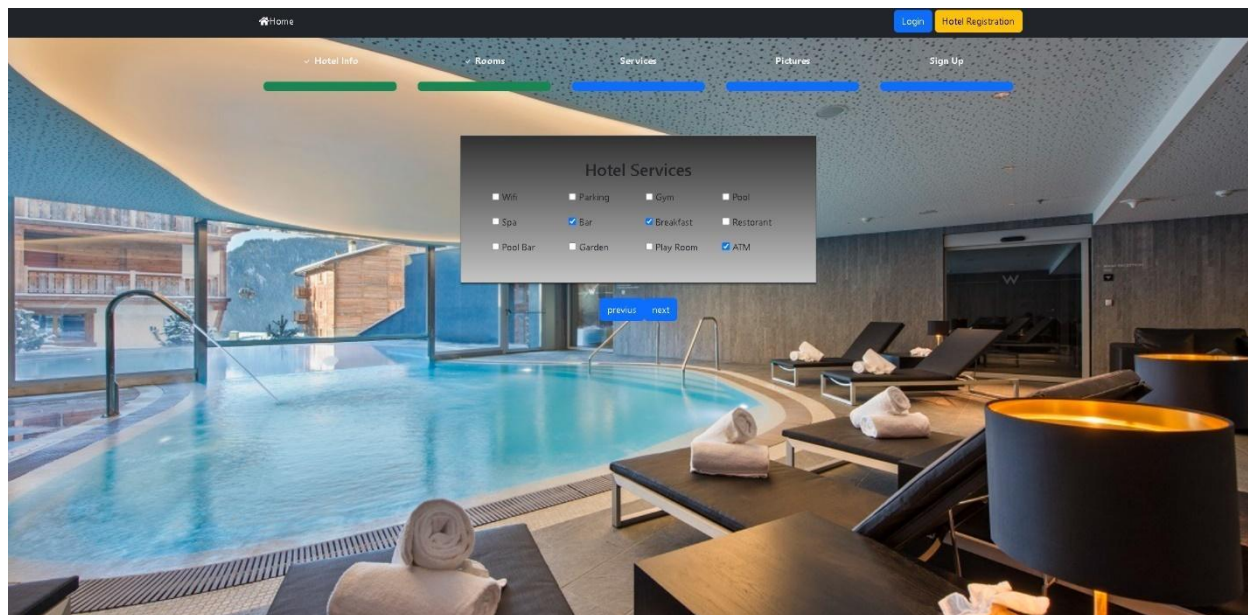 Home Login Hotel Registration
✓ Hotel Info ✓ Rooms Services Pictures Sign Up
Hotel Services
Wifi Parking Gym Pool
Spa Bar Breakfast Restorant
Pool Bar Garden Play Room ATM
previus next
W